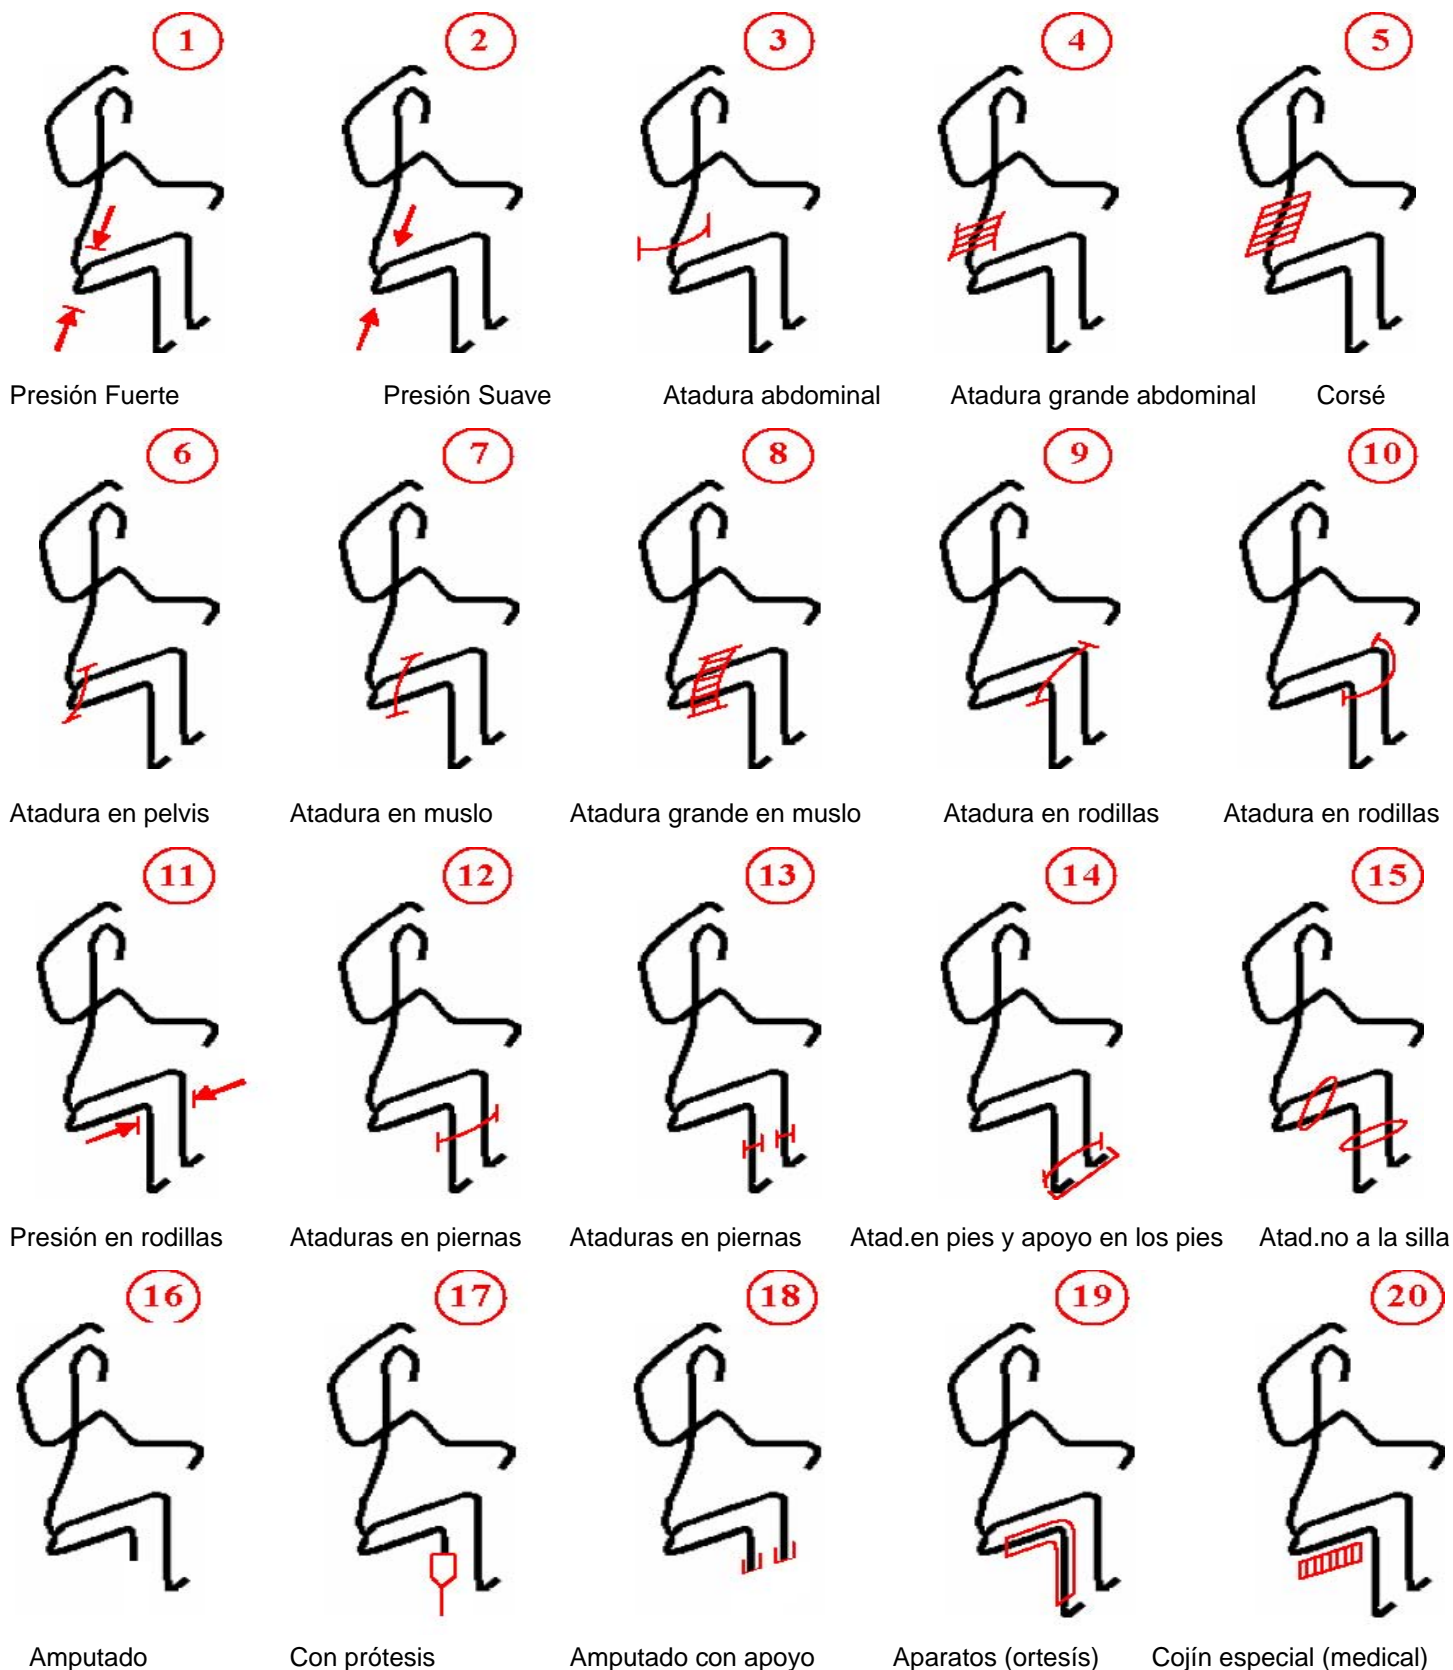 1 2 3 4 5
Presión Fuerte Presión Suave Atadura abdominal Atadura grande abdominal Corsé
6 7 8 9 10
Atadura en pelvis Atadura en muslo Atadura grande en muslo Atadura en rodillas Atadura en rodillas
11 12 13 14 15
Presión en rodillas Ataduras en piernas Ataduras en piernas Atad.en pies y apoyo en los pies Atad.no a la silla
16 17 18 19 20
Amputado Con prótesis Amputado con apoyo Aparatos (ortesís) Cojín especial (medical)